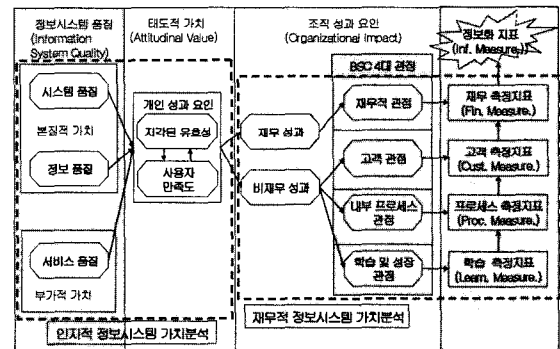 정보시스템 품질
(Information
System Quality)
태도적 가치
(Attitudinal Value)
조직 성과 요인
(Organizational Impact)
정보화 지표
(Inf. Measure.)
BSC 4대 관점
시스템 품질
본질적 가치
정보 품질
서비스 품질
부가적 가치
개인 성과 요인
지각된 유효성
사용자
만족도
재무 성과
비재무 성과
재무적 관점
고객 관점
내부 프로세스
관점
학습 및 성장
관점
재무 측정지표
(Fin. Measure.)
고객 측정지표
(Cust. Measure.)
프로세스 측정지표
(Proc. Measure.)
학습 측정지표
(Learn. Measure.)
인지적 정보시스템 가치분석
재무적 정보시스템 가치분석